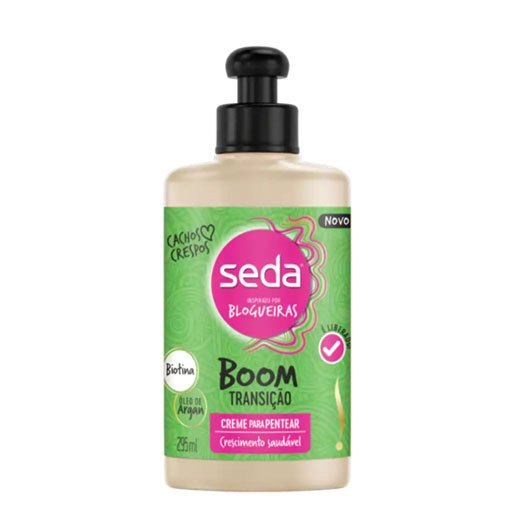 NOVO
CACHOS
CRESPOS
seda
INSPIRADO POR
BLOGUEIRAS
É LIBERADO
Biotina
BOOM
TRANSIÇÃO
ÓLEO DE
Argan
CREME PARA PENTEAR
Crescimento saudável
295ml